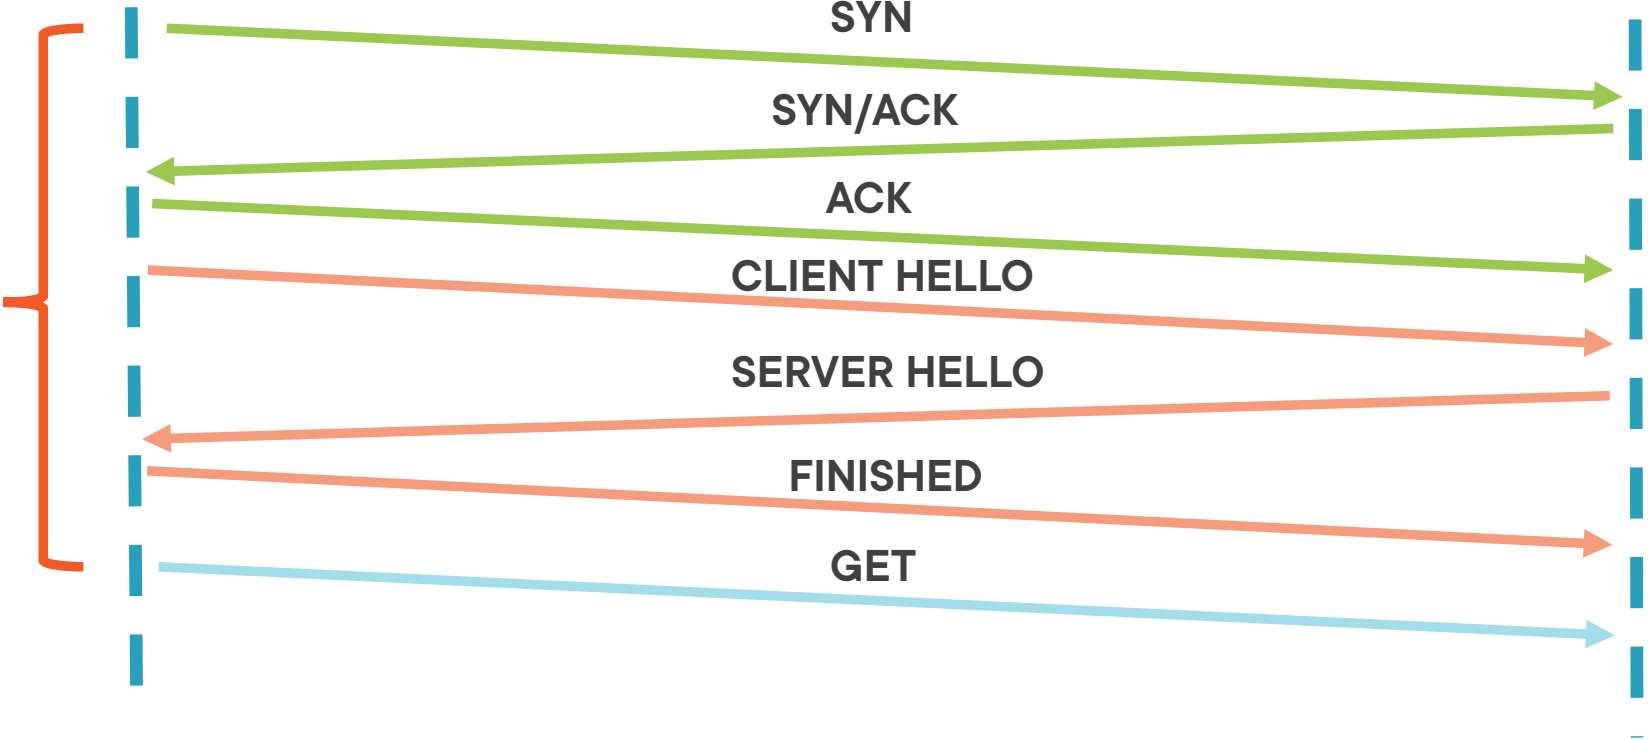 SYN
SYN/ACK
ACK
CLIENT HELLO
SERVER HELLO
FINISHED
GET